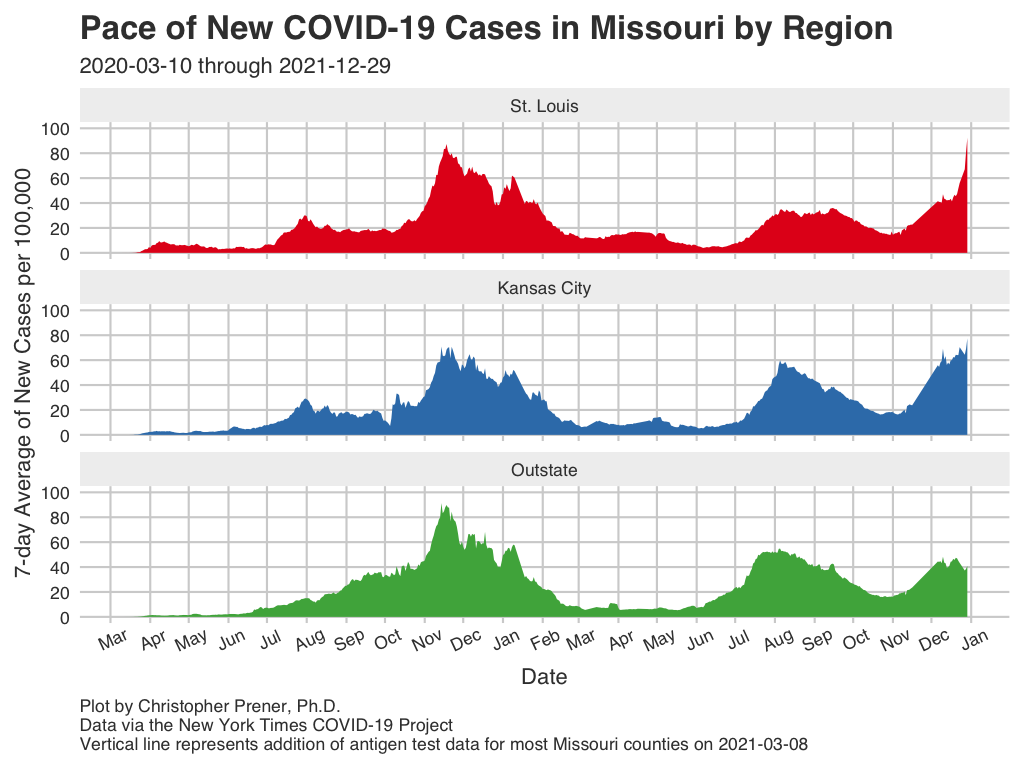 Pace of New COVID-19 Cases in Missouri by Region
2020-03-10 through 2021-12-29
St. Louis
100
80
60
40
20
0
Kansas City
100
80
60
40
20
0
Outstate
100
80
60
40
20
0
7-day Average of New Cases per 100,000
Mar Apr May Jun Jul Aug Sep Oct Nov Dec Jan Feb Mar Apr May Jun Jul Aug Sep Oct Nov Dec Jan
Date
Plot by Christopher Prener, Ph.D.
Data via the New York Times COVID-19 Project
Vertical line represents addition of antigen test data for most Missouri counties on 2021-03-08